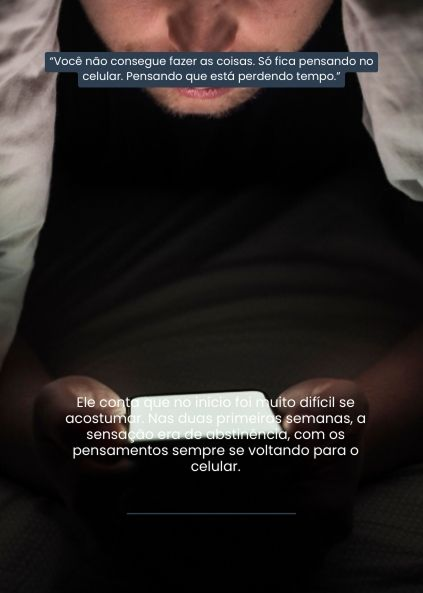 “Você não consegue fazer as coisas. Só fica pensando no
celular. Pensando que está perdendo tempo.”
Ele conta que no início foi muito difícil se
acostumar. Nas duas primeiras semanas, a
sensação era de abstinência, com os
pensamentos sempre se voltando para o
celular.